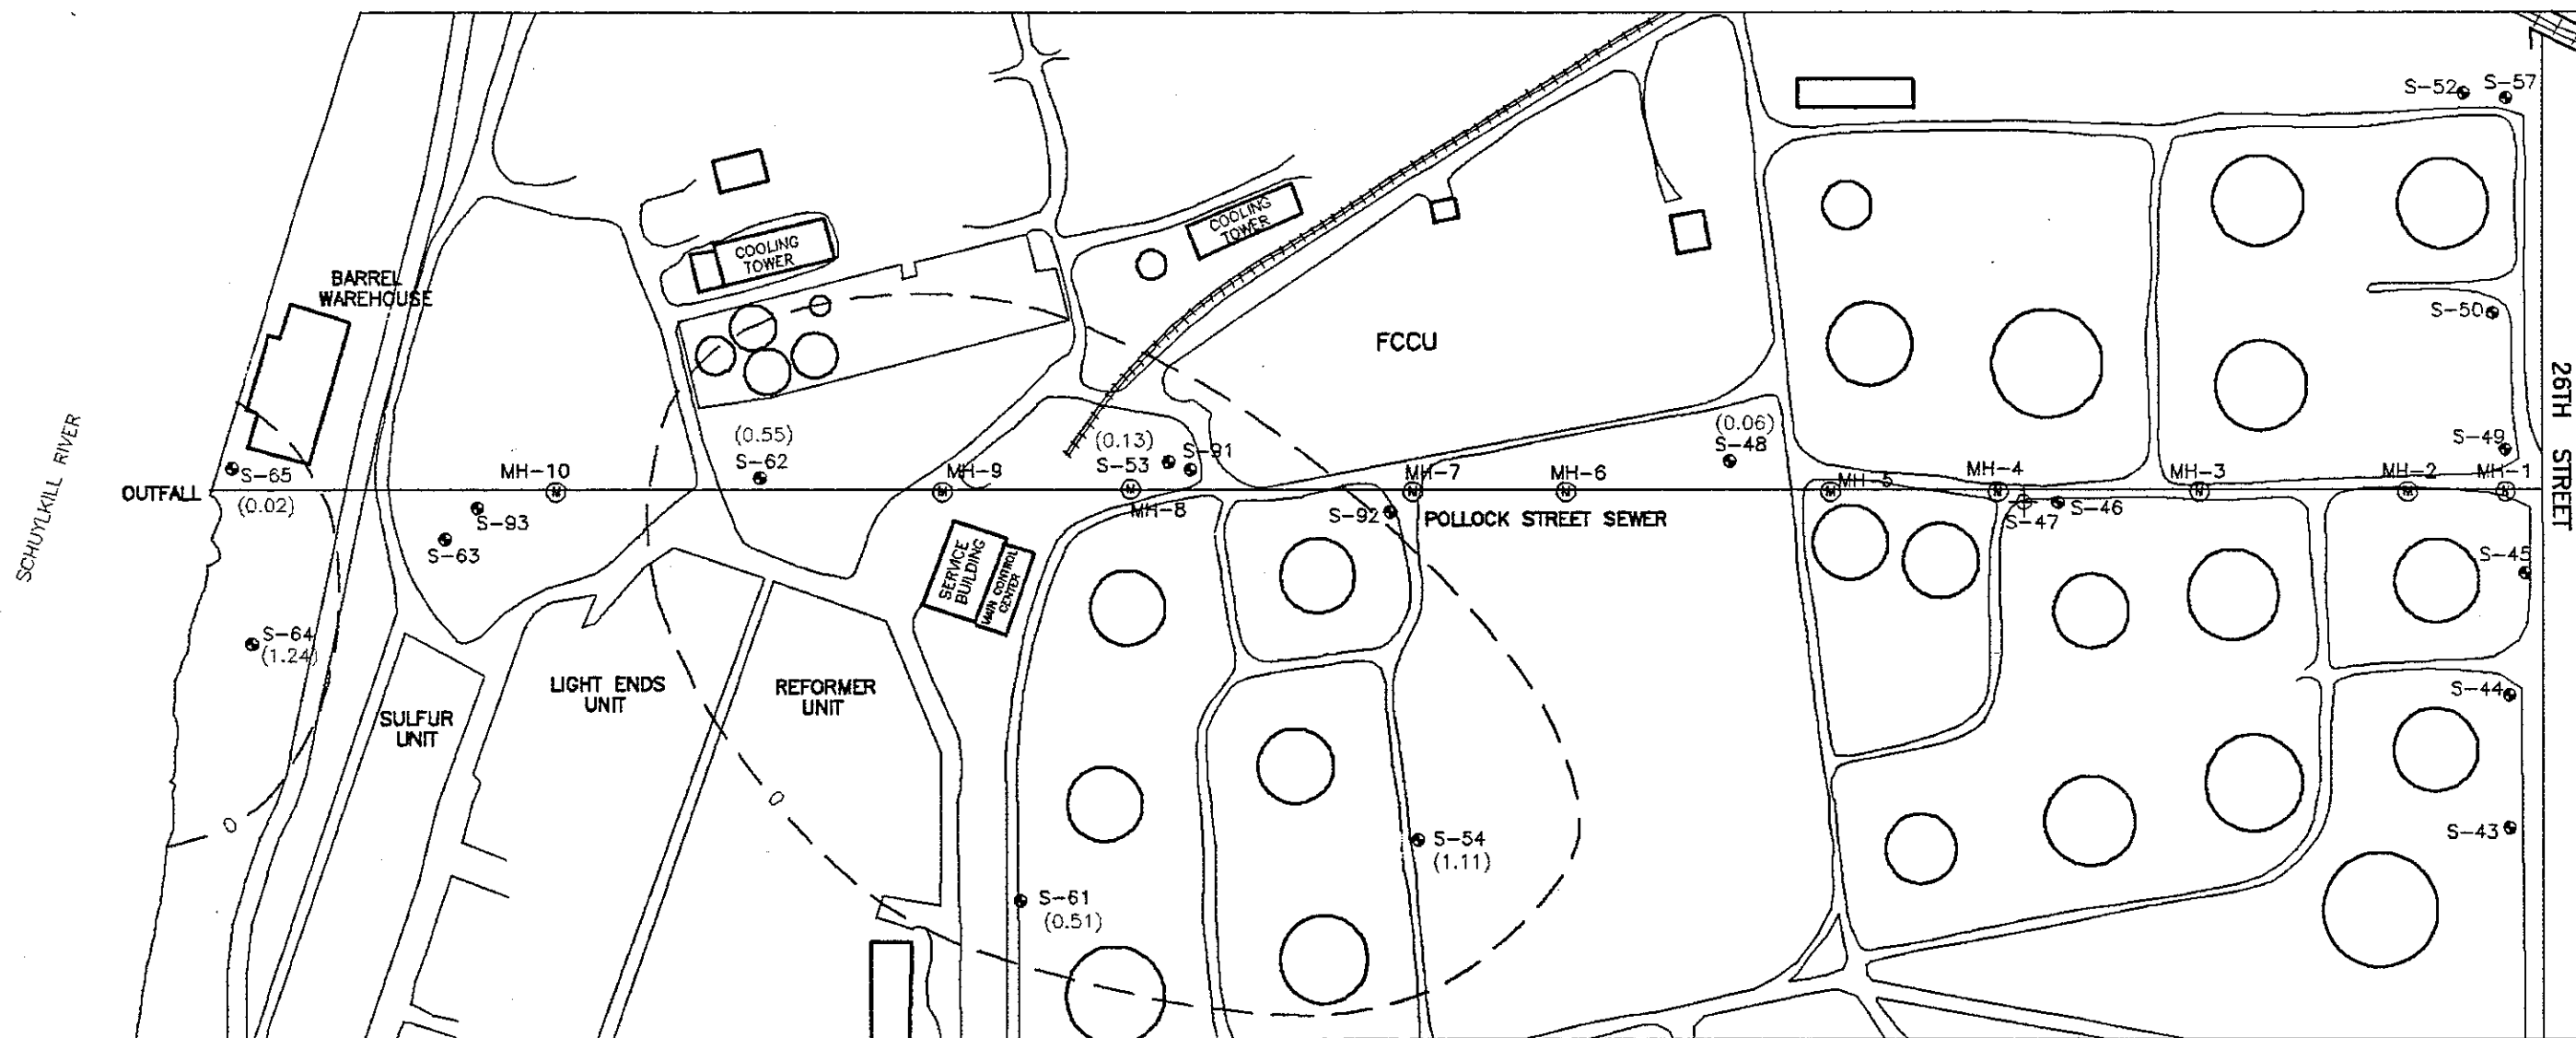 S-52
S-57
COOLING
TOWER
COOLING
TOWER
BARREL
WAREHOUSE
S-50
FCCU
26TH STREET
SCHUYLKILL RIVER
(0.55)
S-62
(0.13)
S-53
S-91
(0.06)
S-48
S-49
S-65
(0.02)
OUTFALL
MH-10
MH-9
MH-8
MH-7
MH-6
MH-5
MH-4
MH-3
MH-2
MH-1
S-93
S-63
S-92
POLLOCK STREET SEWER
S-47
S-46
S-45
SERVICE
BUILDING
MAIN CONTROL
CENTER
S-64
(1.24)
LIGHT ENDS
UNIT
REFORMER
UNIT
SULFUR
UNIT
S-44
0
0
S-43
S-54
(1.11)
S-61
(0.51)